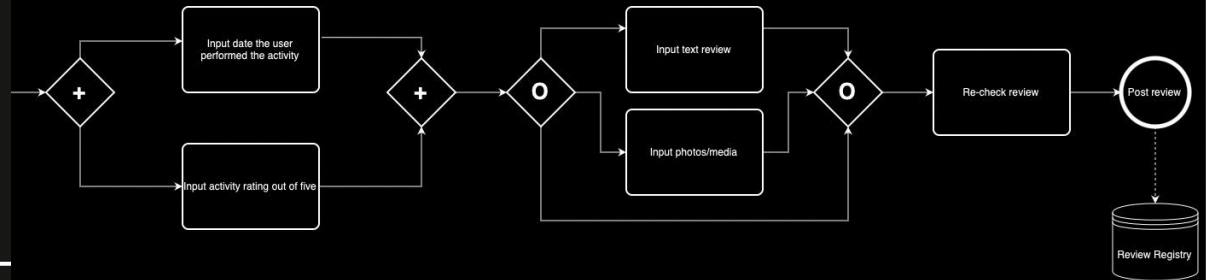 Input date the user
performed the activity
Input text review
+
+
O
O
Re-check review
Post review
Input photos/media
Input activity rating out of five
Review Registry